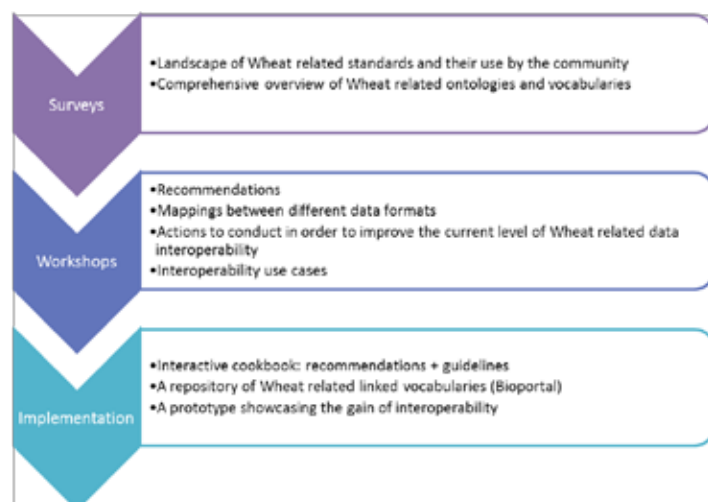 Surveys
•Landscape of Wheat related standards and their use by the community
•Comprehensive overview of Wheat related ontologies and vocabularies
Workshops
•Recommendations
•Mappings between different data formats
•Actions to conduct in order to improve the current level of Wheat related data
interoperability
•Interoperability use cases
Implementation
•Interactive cookbook: recommendations + guidelines
•A repository of Wheat related linked vocabularies (Bioportal)
•A prototype showcasing the gain of interoperability